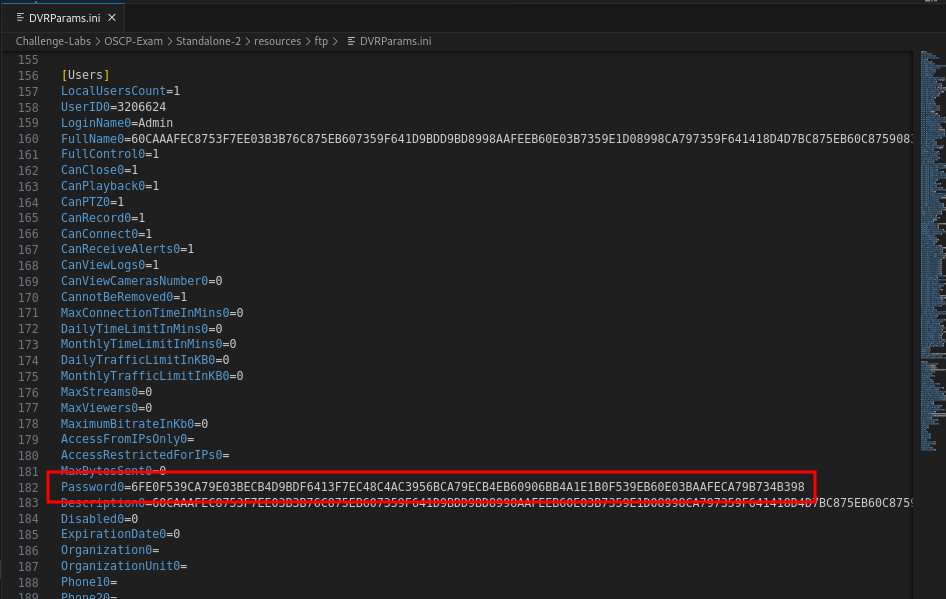 DVRParams.ini
Challenge-Labs > OSCP-Exam > Standalone-2 > resources > ftp > DVRParams.ini
155
156 [Users]
157 LocalUsersCount=1
158 UserID0=3206624
159 LoginName0=Admin
160 FullName0=60CAAAFEC8753F7EE03B3B76C875EB607359F641D9BDD9BD8998AAFEEB60E03B7359E1D08998CA797359F641418D4D7BC875EB60C875908
161 FullControl0=1
162 CanClose0=1
163 CanPlayback0=1
164 CanPTZ0=1
165 CanRecord0=1
166 CanConnect0=1
167 CanReceiveAlerts0=1
168 CanViewLogs0=1
169 CanViewCamerasNumber0=0
170 CannotBeRemoved0=1
171 MaxConnectionTimeInMins0=0
172 DailyTimeLimitInMins0=0
173 MonthlyTimeLimitInMins0=0
174 DailyTrafficLimitInKB0=0
175 MonthlyTrafficLimitInKB0=0
176 MaxStreams0=0
177 MaxViewers0=0
178 MaximumBitrateInKb0=0
179 AccessFromIPsOnly0=
180 AccessRestrictedForIPs0=
181 MaxBytesSent0=0
182 Password0=6FE0F539CA79E03BECB4D9BDF6413F7EC48C4AC3956BCA79ECB4EB60906BB4A1E1B0F539EB60E03BAAFECA79B734B398
183 Description0=60CAAAFEC8753F7EE03B3B76C875EB607359F641D9BDD9BD8998AAFEEB60E03B7359E1D08998CA797359F641418D4D7BC875EB60C8759
184 Disabled0=0
185 ExpirationDate0=0
186 Organization0=
187 OrganizationUnit0=
188 Phone10=
189 Phone20=